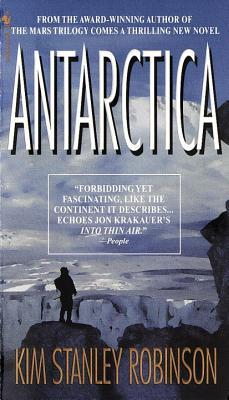 FROM THE AWARD-WINNING AUTHOR OF
THE MARS TRILOGY COMES A THRILLING NEW NOVEL
ANTARCTICA
"FORBIDDING YET
FASCINATING, LIKE THE
CONTINENT IT DESCRIBES...
ECHOES JON KRAKAUER'S
INTO THIN AIR."
—People
KIM STANLEY ROBINSON